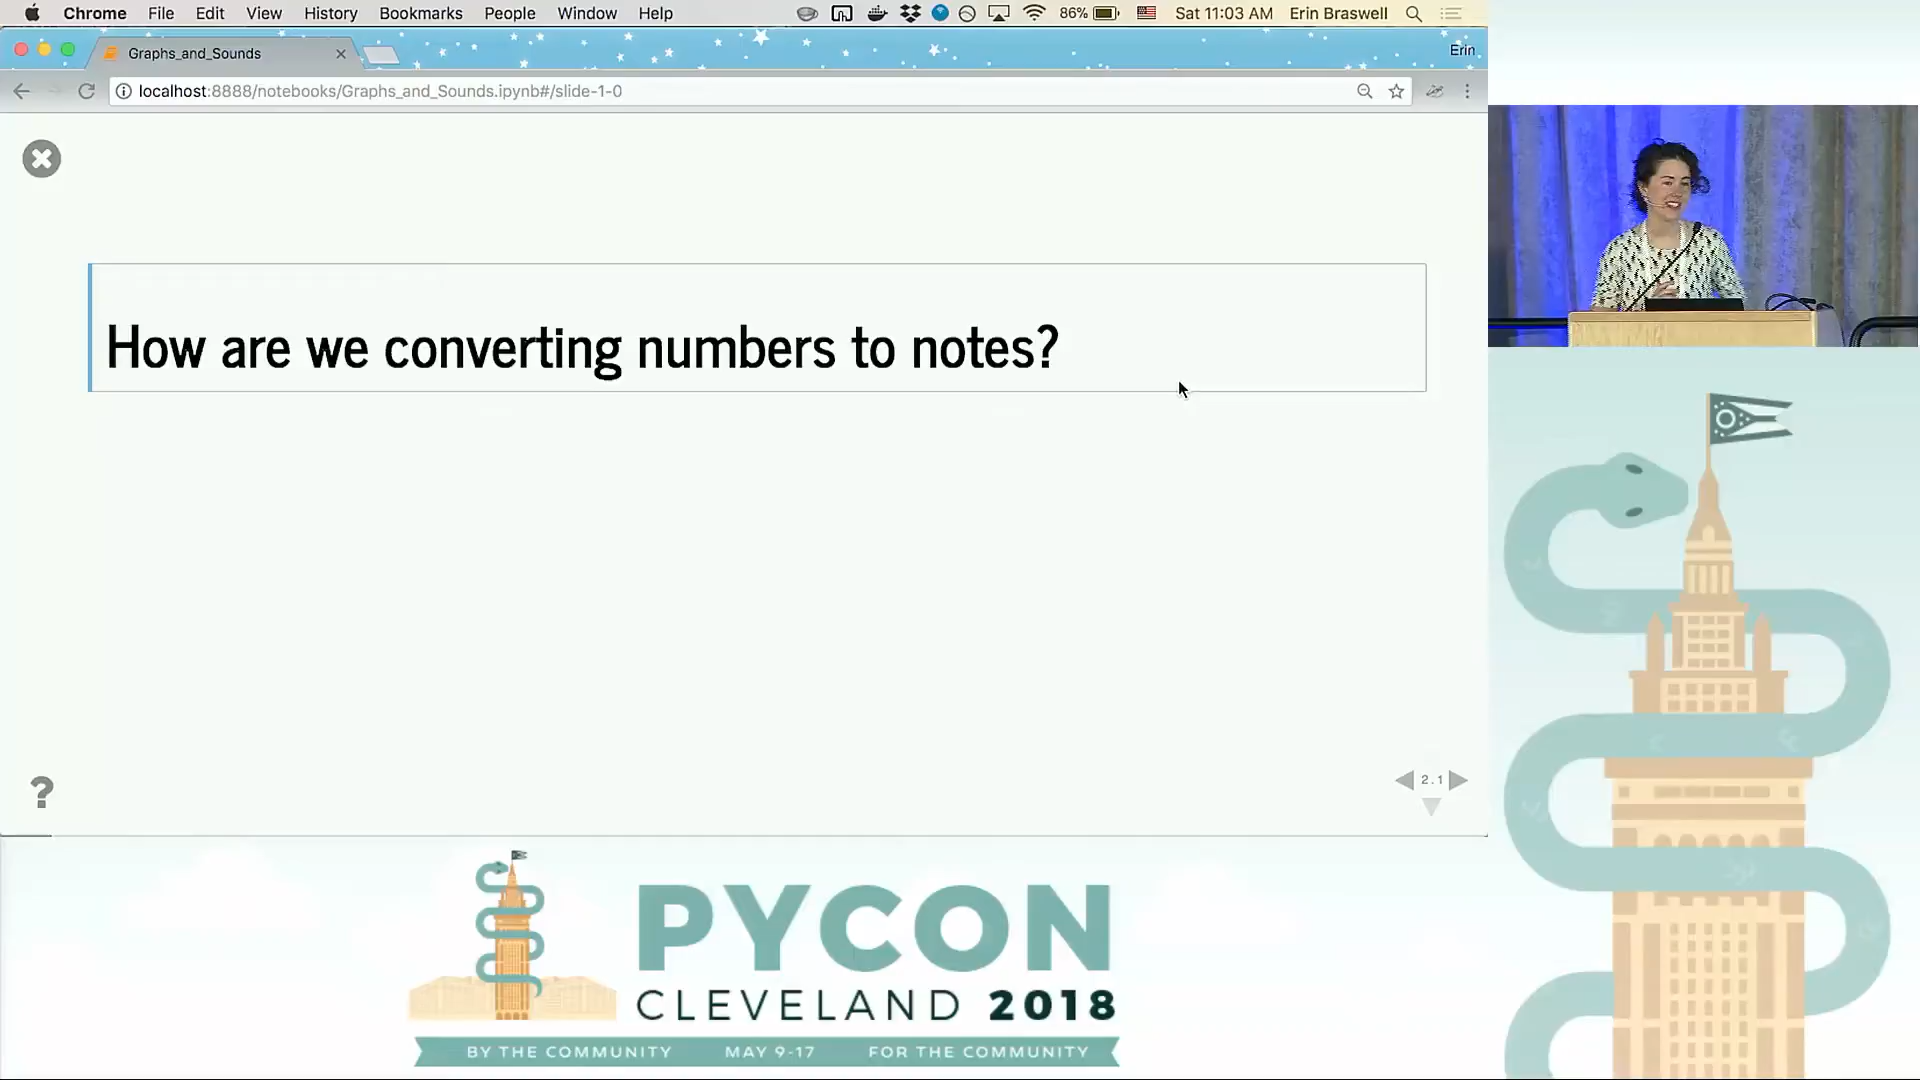 Chrome File Edit View History Bookmarks People Window Help 86% Sat 11:03 AM Erin Braswell
Graphs_and_Sounds Erin
localhost:8888/notebooks/Graphs_and_Sounds.ipynb#/slide-1-0
How are we converting numbers to notes?
?
2.1
PYCON
CLEVELAND 2018
BY THE COMMUNITY MAY 9-17 FOR THE COMMUNITY